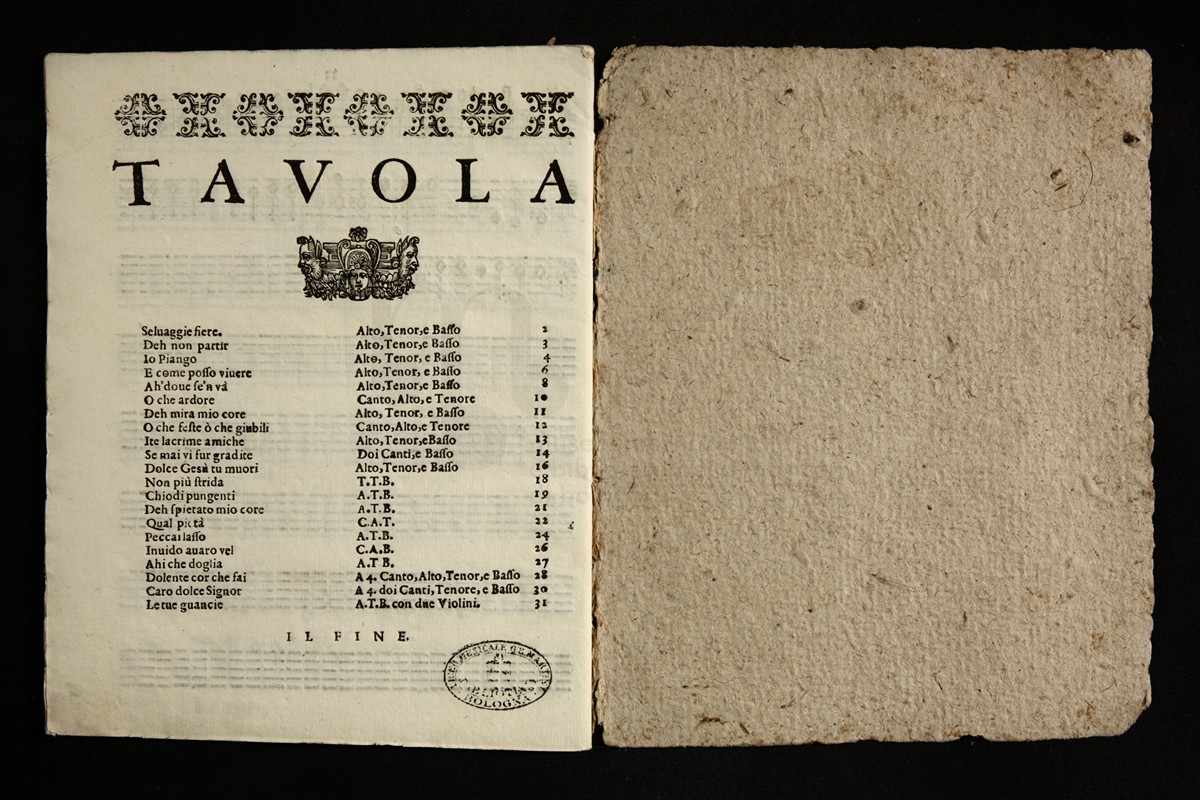 TAVOLA
Seluaggie fiere. Alto,Tenor,e Baſſo 2
Deh non partir Alto,Tenor,e Baſſo 3
Io Piango Alto, Tenor, e Baſſo 4
E come poſſo viuere Alto,Tenor, e Baſſo 6
Ah'doue ſe'n và Alto,Tenor,e Baſſo 8
O che ardore Canto,Alto,e Tenore 10
Deh mira mio core Alto, Tenor, e Baſſo 11
O che feſte ò che giubili Canto,Alto,e Tenore 12
Ite lacrime amiche Alto,Tenor,eBaſſo 13
Se mai vi fur gradite Doi Canti,e Baſſo 14
Dolce Gesù tu muori Alto,Tenor,e Baſſo 16
Non più ſtrida T.T.B. 18
Chiodi pungenti A.T.B. 19
Deh ſpietato mio core A.T.B. 21
Qual pietà C.A.T. 22
Peccai laſſo A.T.B. 24
Inuido auaro vel C.A.B. 26
Ahi che doglia A.T B. 27
Dolente cor che fai A 4. Canto,Alto,Tenor,e Baſſo 28
Caro dolce Signor A 4. doi Canti,Tenore, e Baſſo 30
Le tue guancie A.T.B. con due Violini. 31
IL FINE.
LICEO MUSICALE G.B. MARTINI
BOLOGNA